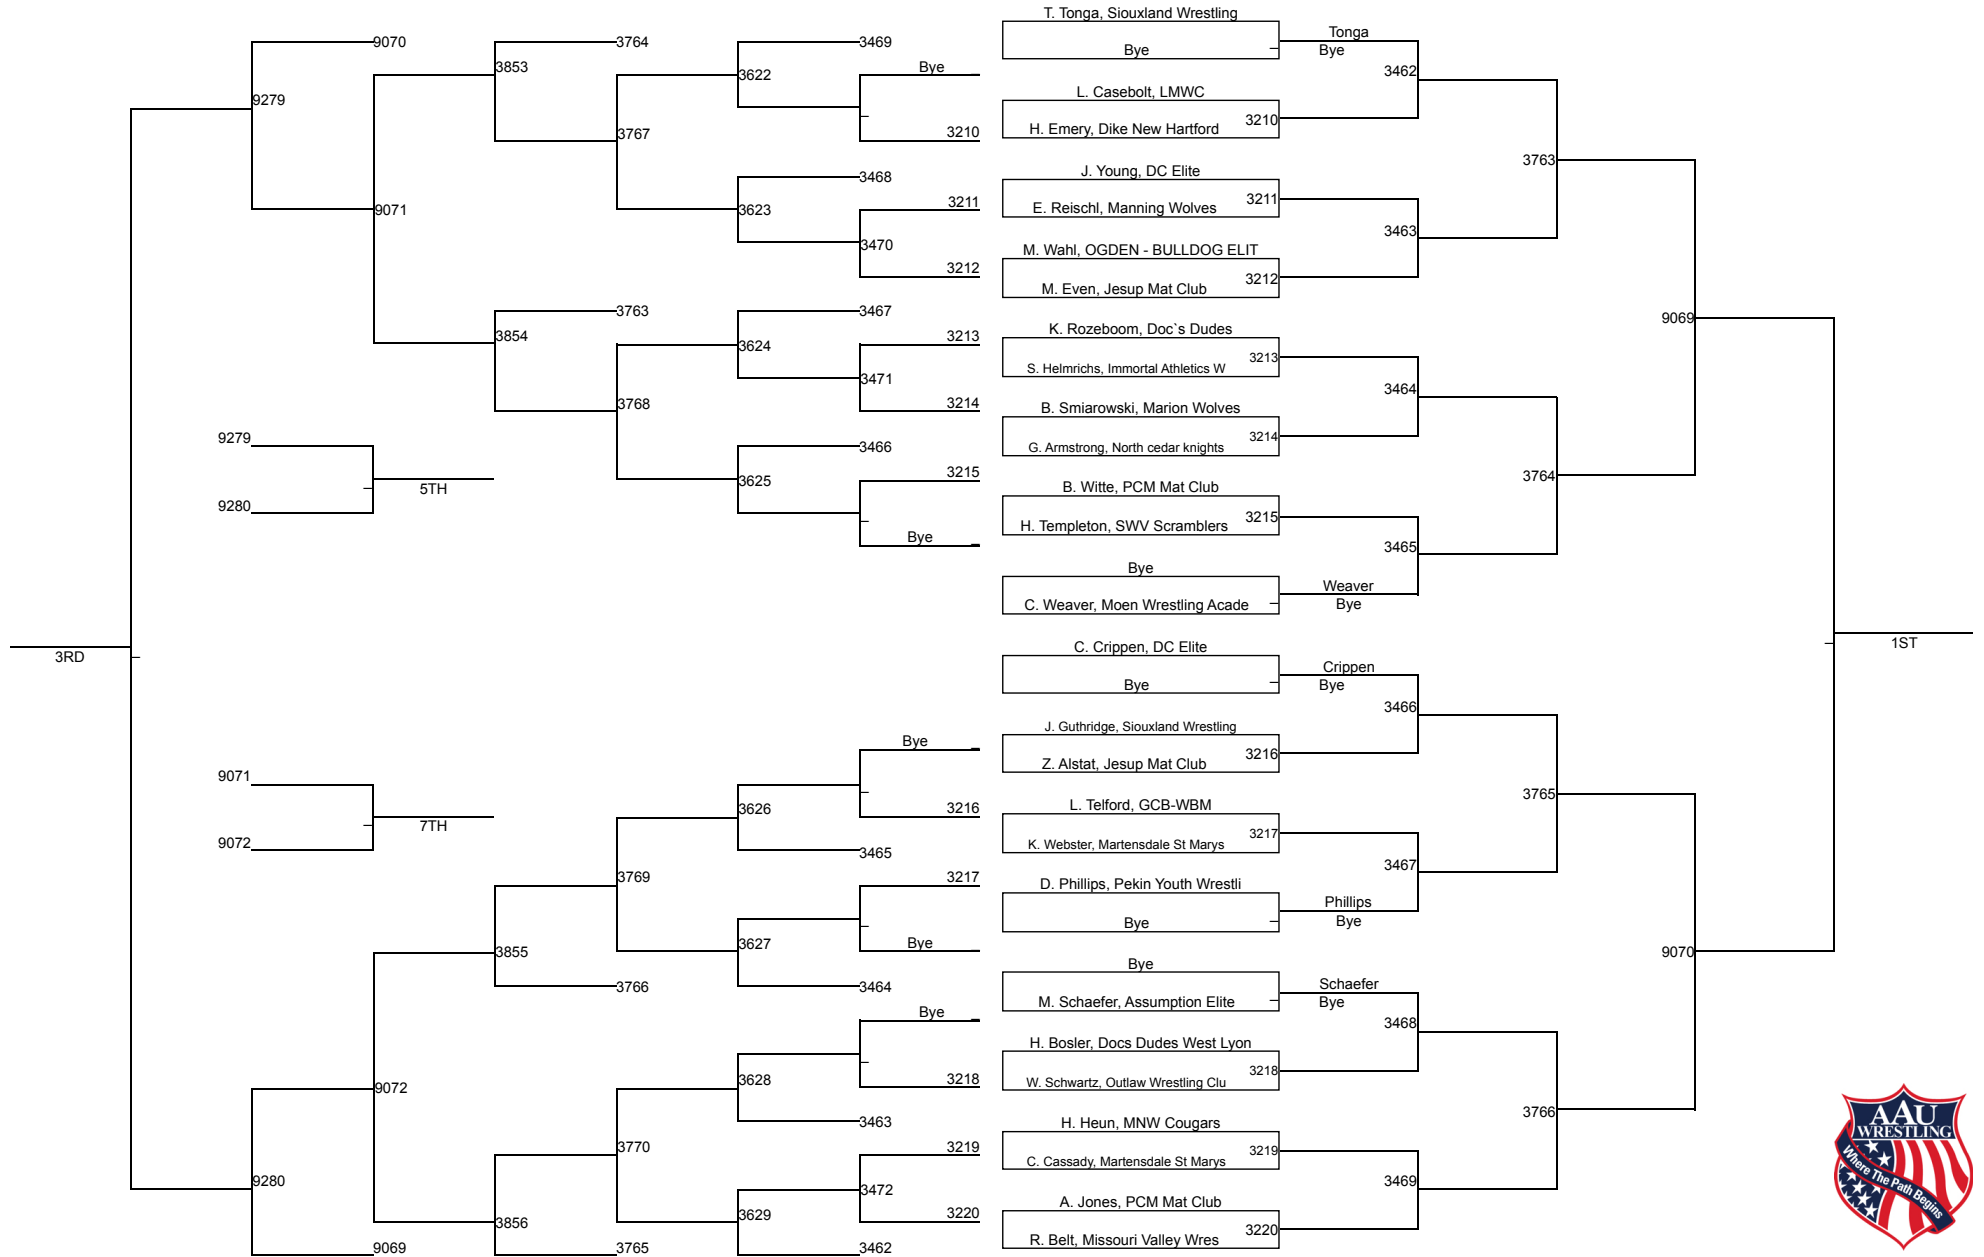 T. Tonga, Siouxland Wrestling
Bye
Tonga
Bye
L. Casebolt, LMWC
H. Emery, Dike New Hartford
3210
3462
J. Young, DC Elite
E. Reischl, Manning Wolves
3211
M. Wahl, OGDEN - BULLDOG ELIT
M. Even, Jesup Mat Club
3212
3463
3763
K. Rozeboom, Doc`s Dudes
S. Helmrichs, Immortal Athletics W
3213
B. Smiarowski, Marion Wolves
G. Armstrong, North cedar knights
3214
3464
B. Witte, PCM Mat Club
H. Templeton, SWV Scramblers
3215
Bye
C. Weaver, Moen Wrestling Acade
Weaver
Bye
3465
3764
9069
C. Crippen, DC Elite
Bye
Crippen
Bye
J. Guthridge, Siouxland Wrestling
Z. Alstat, Jesup Mat Club
3216
3466
L. Telford, GCB-WBM
K. Webster, Martensdale St Marys
3217
D. Phillips, Pekin Youth Wrestli
Bye
Phillips
Bye
3467
3765
Bye
M. Schaefer, Assumption Elite
Schaefer
Bye
H. Bosler, Docs Dudes West Lyon
W. Schwartz, Outlaw Wrestling Clu
3218
3468
H. Heun, MNW Cougars
C. Cassady, Martensdale St Marys
3219
A. Jones, PCM Mat Club
R. Belt, Missouri Valley Wres
3220
3469
3766
9070
1ST
9070
3764
3469
3853
3622
Bye
9279
3767
3210
3468
3211
9071
3623
3470
3212
3763
3467
3854
3624
3213
3471
3768
3214
9279
3466
3215
5TH
3625
9280
Bye
3RD
Bye
9071
3626
3216
7TH
9072
3465
3769
3217
3855
3627
Bye
3766
3464
Bye
9072
3628
3218
3463
3770
3219
9280
3472
3856
3629
3220
9069
3765
3462
AAU
WRESTLING
Where The Path Begins